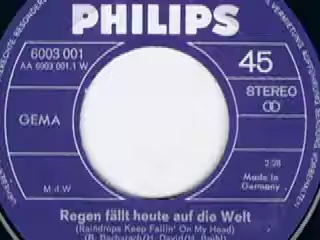 PHILIPS
6003 001
AA 6003 001.1 W
45
STEREO
GEMA
M d W
2:28
Made in
Germany
Regen fällt heute auf die Welt
(Raindrops Keep Fallin' On My Head)
(B. Bacharach/H. David/